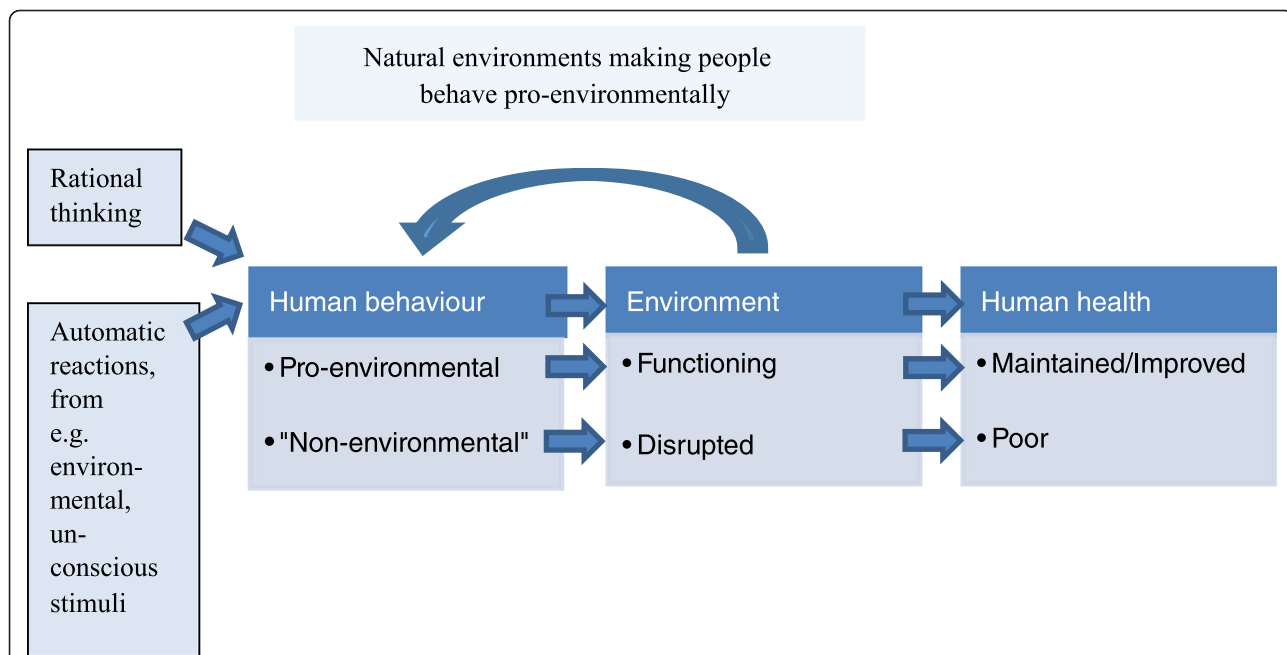 Natural environments making people
behave pro-environmentally
Rational
thinking
Automatic
reactions,
from
e.g.
environ-
mental,
un-
conscious
stimuli
Human behaviour
• Pro-environmental
• "Non-environmental"
Environment
• Functioning
• Disrupted
Human health
• Maintained/Improved
• Poor